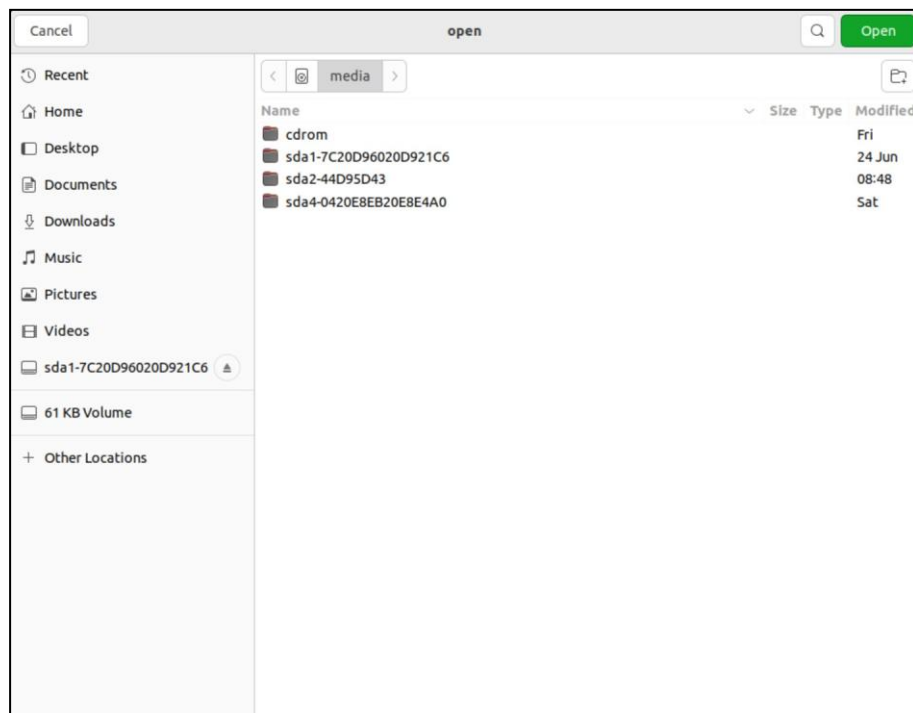 Cancel
open
Open
Recent
Home
Desktop
Documents
Downloads
Music
Pictures
Videos
sda1-7C20D96020D921C6
61 KB Volume
+ Other Locations
media
Name Size Type Modified
cdrom Fri
sda1-7C20D96020D921C6 24 Jun
sda2-44D95D43 08:48
sda4-0420E8EB20E8E4A0 Sat